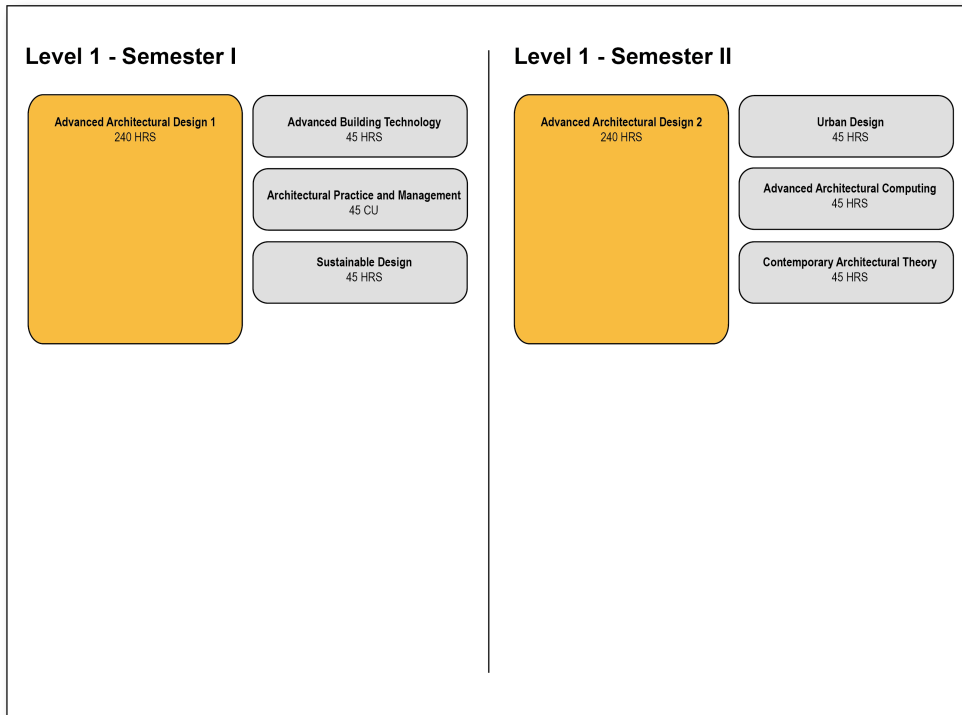 Level 1 - Semester I
Advanced Architectural Design 1
240 HRS
Advanced Building Technology
45 HRS
Architectural Practice and Management
45 CU
Sustainable Design
45 HRS
Level 1 - Semester II
Advanced Architectural Design 2
240 HRS
Urban Design
45 HRS
Advanced Architectural Computing
45 HRS
Contemporary Architectural Theory
45 HRS